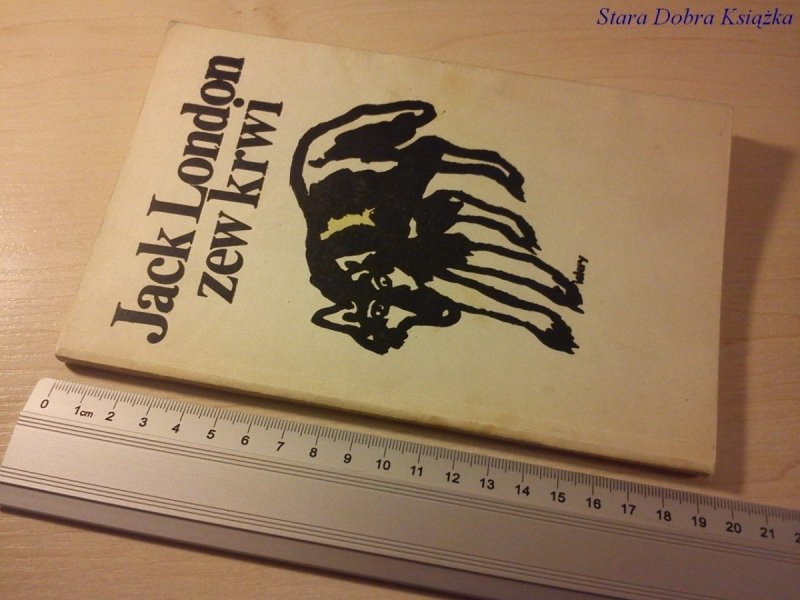 Stara Dobra Książka
Jack London
zew krwi
iskry
0 1cm 2 3 4 5 6 7 8 9 10 11 12 13 14 15 16 17 18 19 20 21